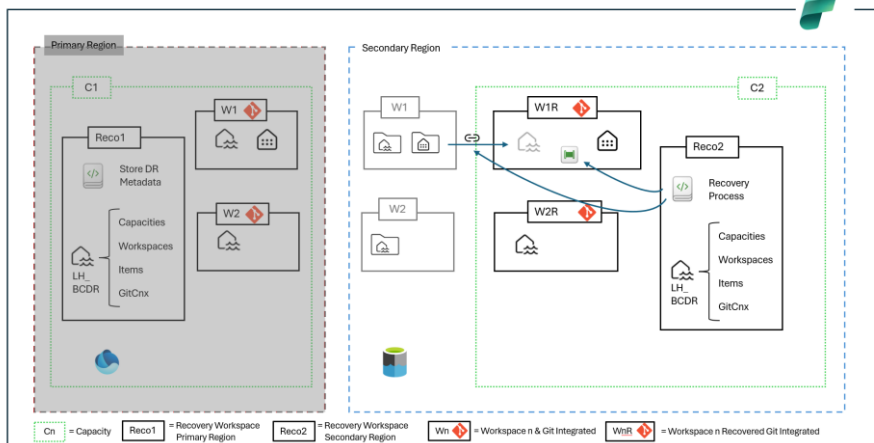 Primary Region
C1
W1
Reco1
</>
Store DR
Metadata
W2
Capacities
Workspaces
Items
GitCnx
LH_
BCDR
Secondary Region
C2
W1
W1R
Reco2
</>
Recovery
Process
W2
W2R
Capacities
Workspaces
Items
GitCnx
LH_
BCDR
Cn = Capacity
Reco1 = Recovery Workspace
Primary Region
Reco2 = Recovery Workspace
Secondary Region
Wn = Workspace n & Git Integrated
WnR = Workspace n Recovered Git Integrated